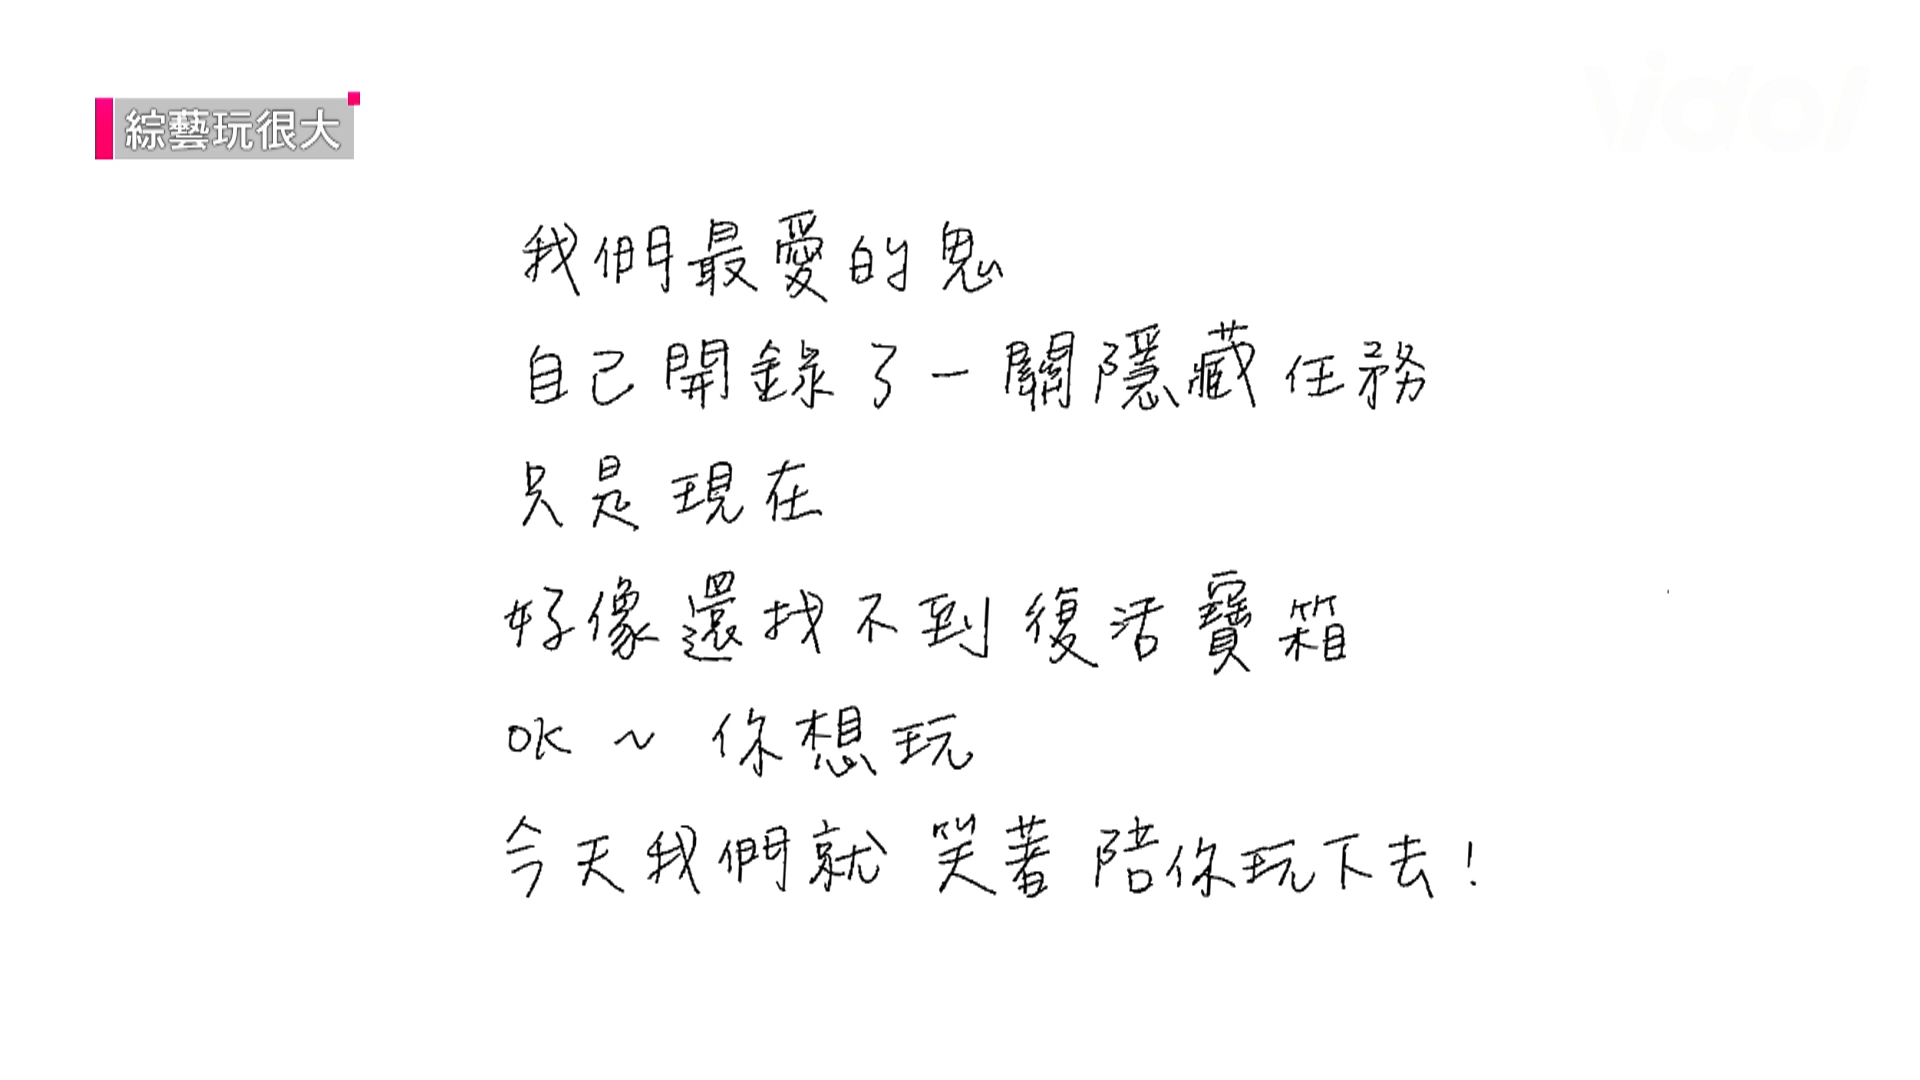 綜藝玩很大
Vidol
我們最愛的鬼
自己開錄了一關隱藏任務
只是現在
好像還找不到復活寶箱
OK ~ 你想玩
今天我們就 笑著 陪你玩下去!